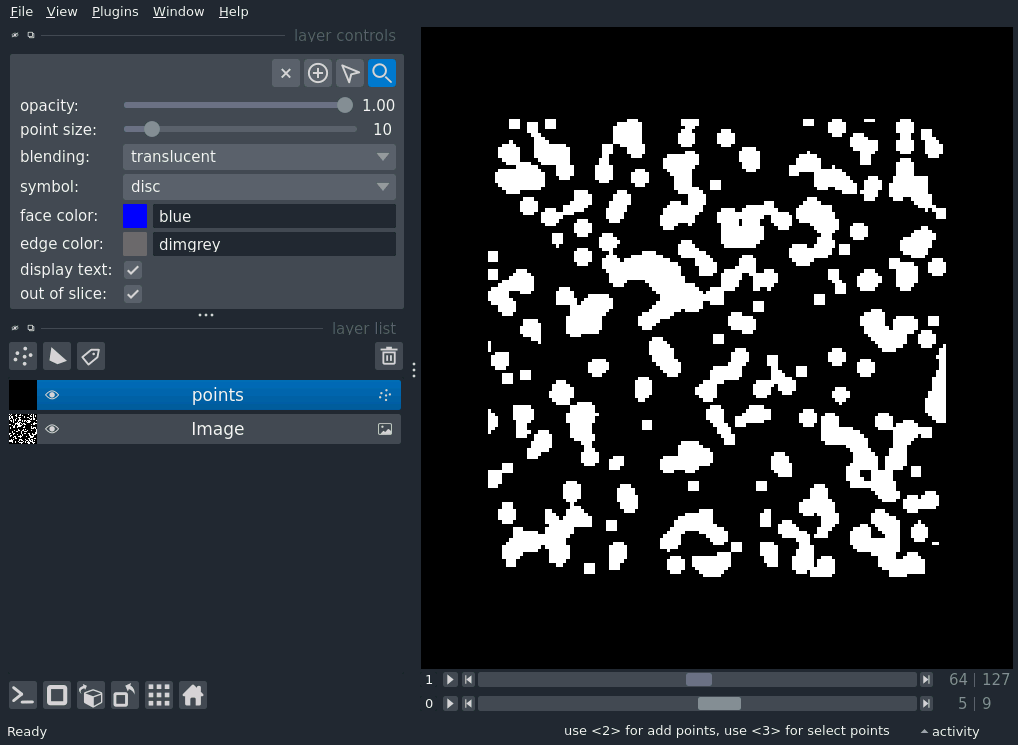 File View Plugins Window Help
layer controls
opacity: 1.00
point size: 10
blending: translucent
symbol: disc
face color: blue
edge color: dimgrey
display text:
out of slice:
layer list
points
Image
1 64 | 127
0 5 | 9
Ready use <2> for add points, use <3> for select points activity